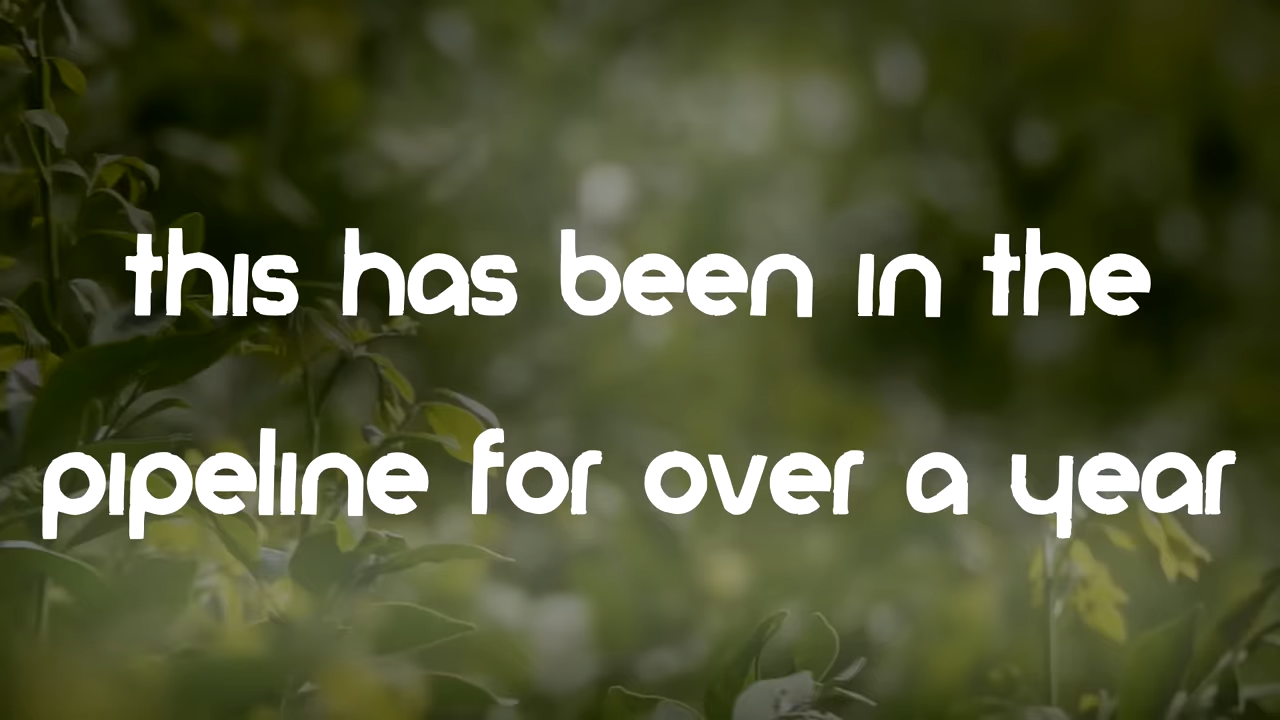 this has been in the
pipeline for over a year